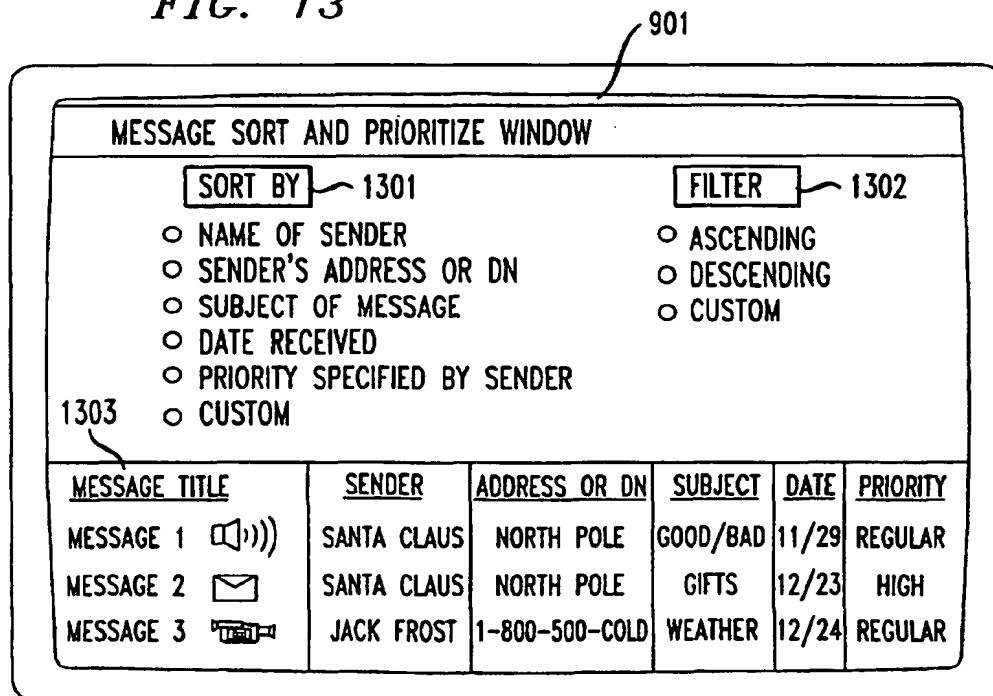 FIG. 13
901
MESSAGE SORT AND PRIORITIZE WINDOW
SORT BY 1301 FILTER 1302
NAME OF SENDER ASCENDING
SENDER'S ADDRESS OR DN DESCENDING
SUBJECT OF MESSAGE CUSTOM
DATE RECEIVED
PRIORITY SPECIFIED BY SENDER
1303 CUSTOM
MESSAGE TITLE SENDER ADDRESS OR DN SUBJECT DATE PRIORITY
MESSAGE 1 SANTA CLAUS NORTH POLE GOOD/BAD 11/29 REGULAR
MESSAGE 2 SANTA CLAUS NORTH POLE GIFTS 12/23 HIGH
MESSAGE 3 JACK FROST 1-800-500-COLD WEATHER 12/24 REGULAR